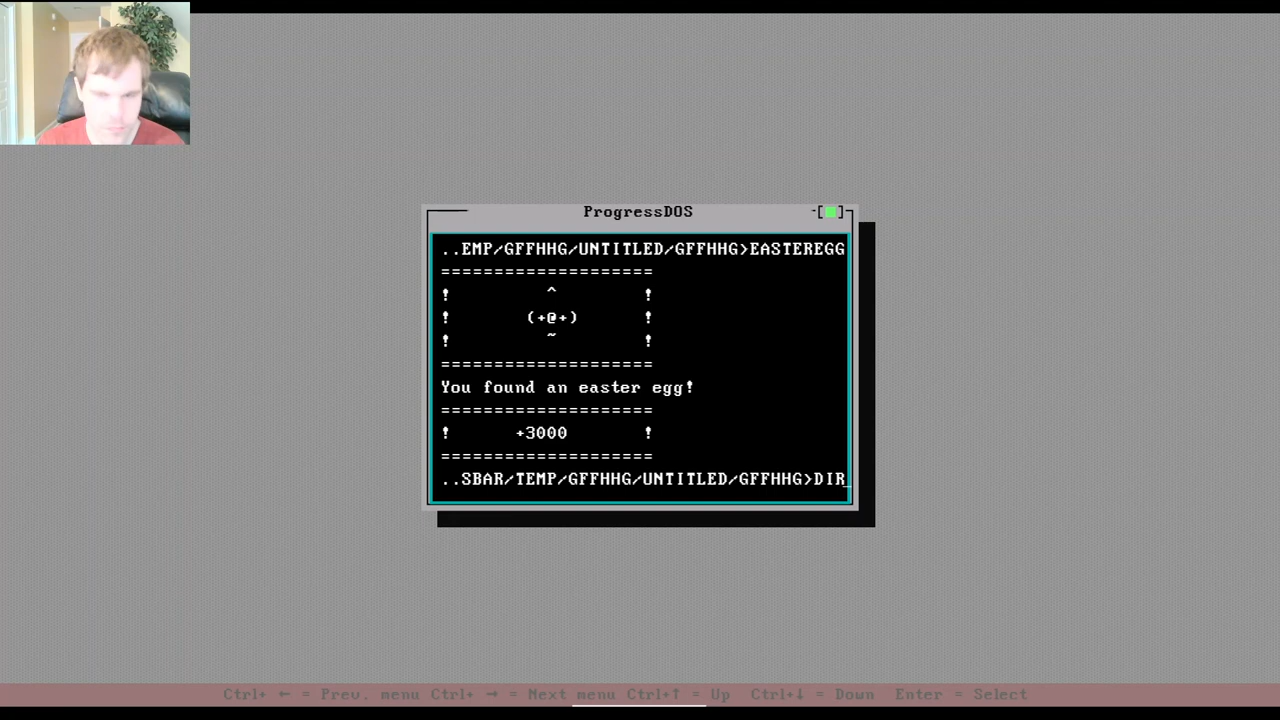 ProgressDOS
-[ ]
..EMP/GFFHHG/UNTITLED/GFFHHG>EASTEREGG
====================
!         ^         !
!       (+@+)       !
!         ~         !
====================
You found an easter egg!
====================
!      +3000        !
====================
..SBAR/TEMP/GFFHHG/UNTITLED/GFFHHG>DIR_
Ctrl+ ← = Prev. menu Ctrl+ → = Next menu Ctrl+↑ = Up  Ctrl+↓ = Down  Enter = Select